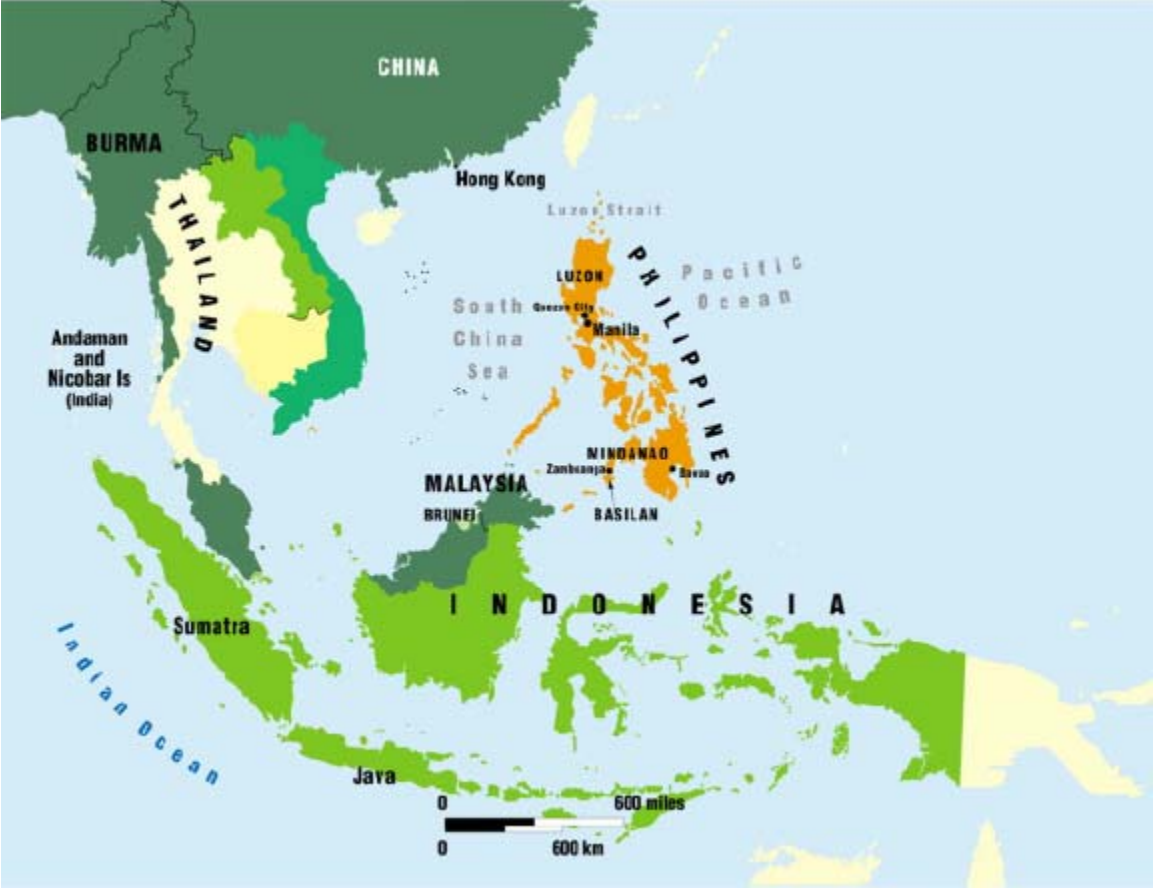 CHINA
BURMA
Hong Kong
THAILAND
Luzon Strait
PHILIPPINES
Pacific
Ocean
LUZON
South
China
Sea
Quezon City
Manila
Andaman
and
Nicobar Is
(India)
MINDANAO
Zamboanga
Davao
MALAYSIA
BRUNEI
BASILAN
INDONESIA
Sumatra
Indian Ocean
Java
0
600 miles
0
600 km